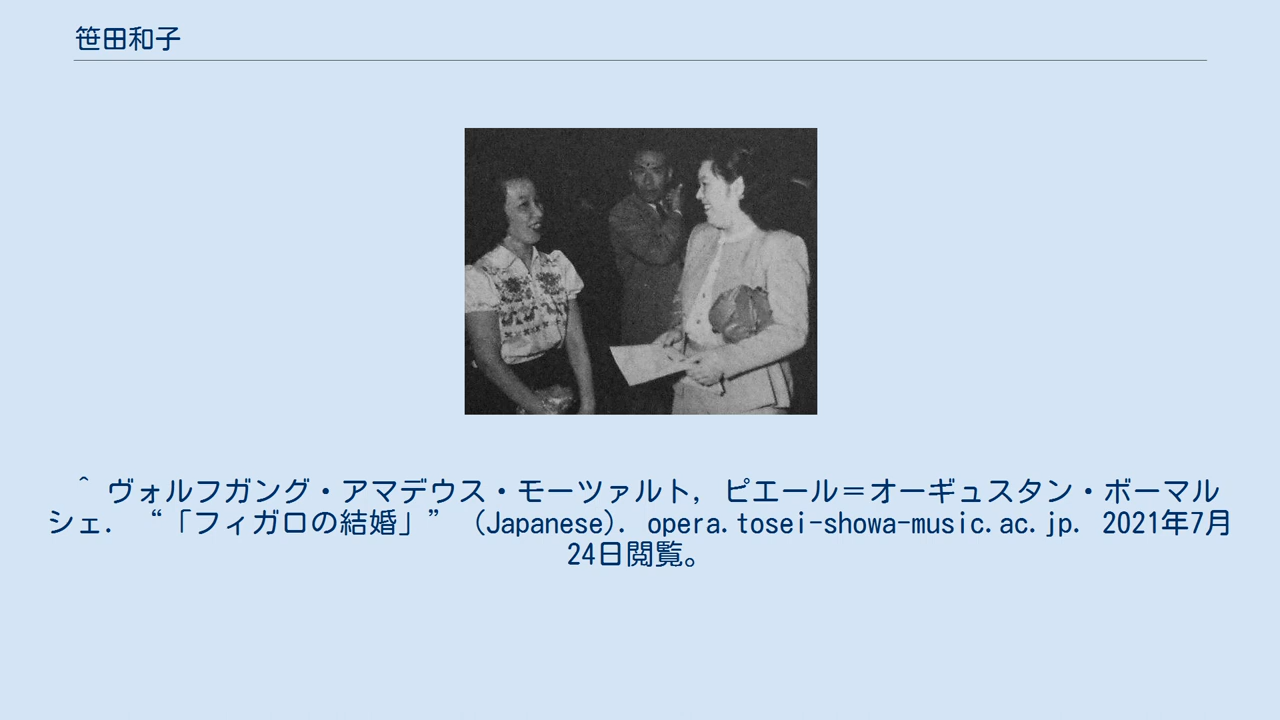 笹田和子
^ ヴォルフガング・アマデウス・モーツァルト, ピエール=オーギュスタン・ボーマル
シェ. “「フィガロの結婚」” (Japanese). opera.tosei-showa-music.ac.jp. 2021年7月
24日閲覧。